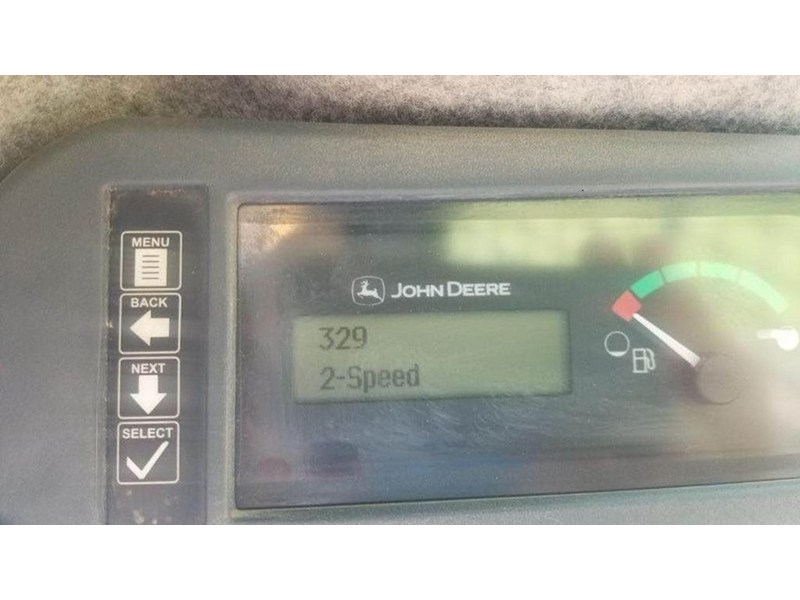 MENU
BACK
NEXT
SELECT
JOHN DEERE
329
2-Speed